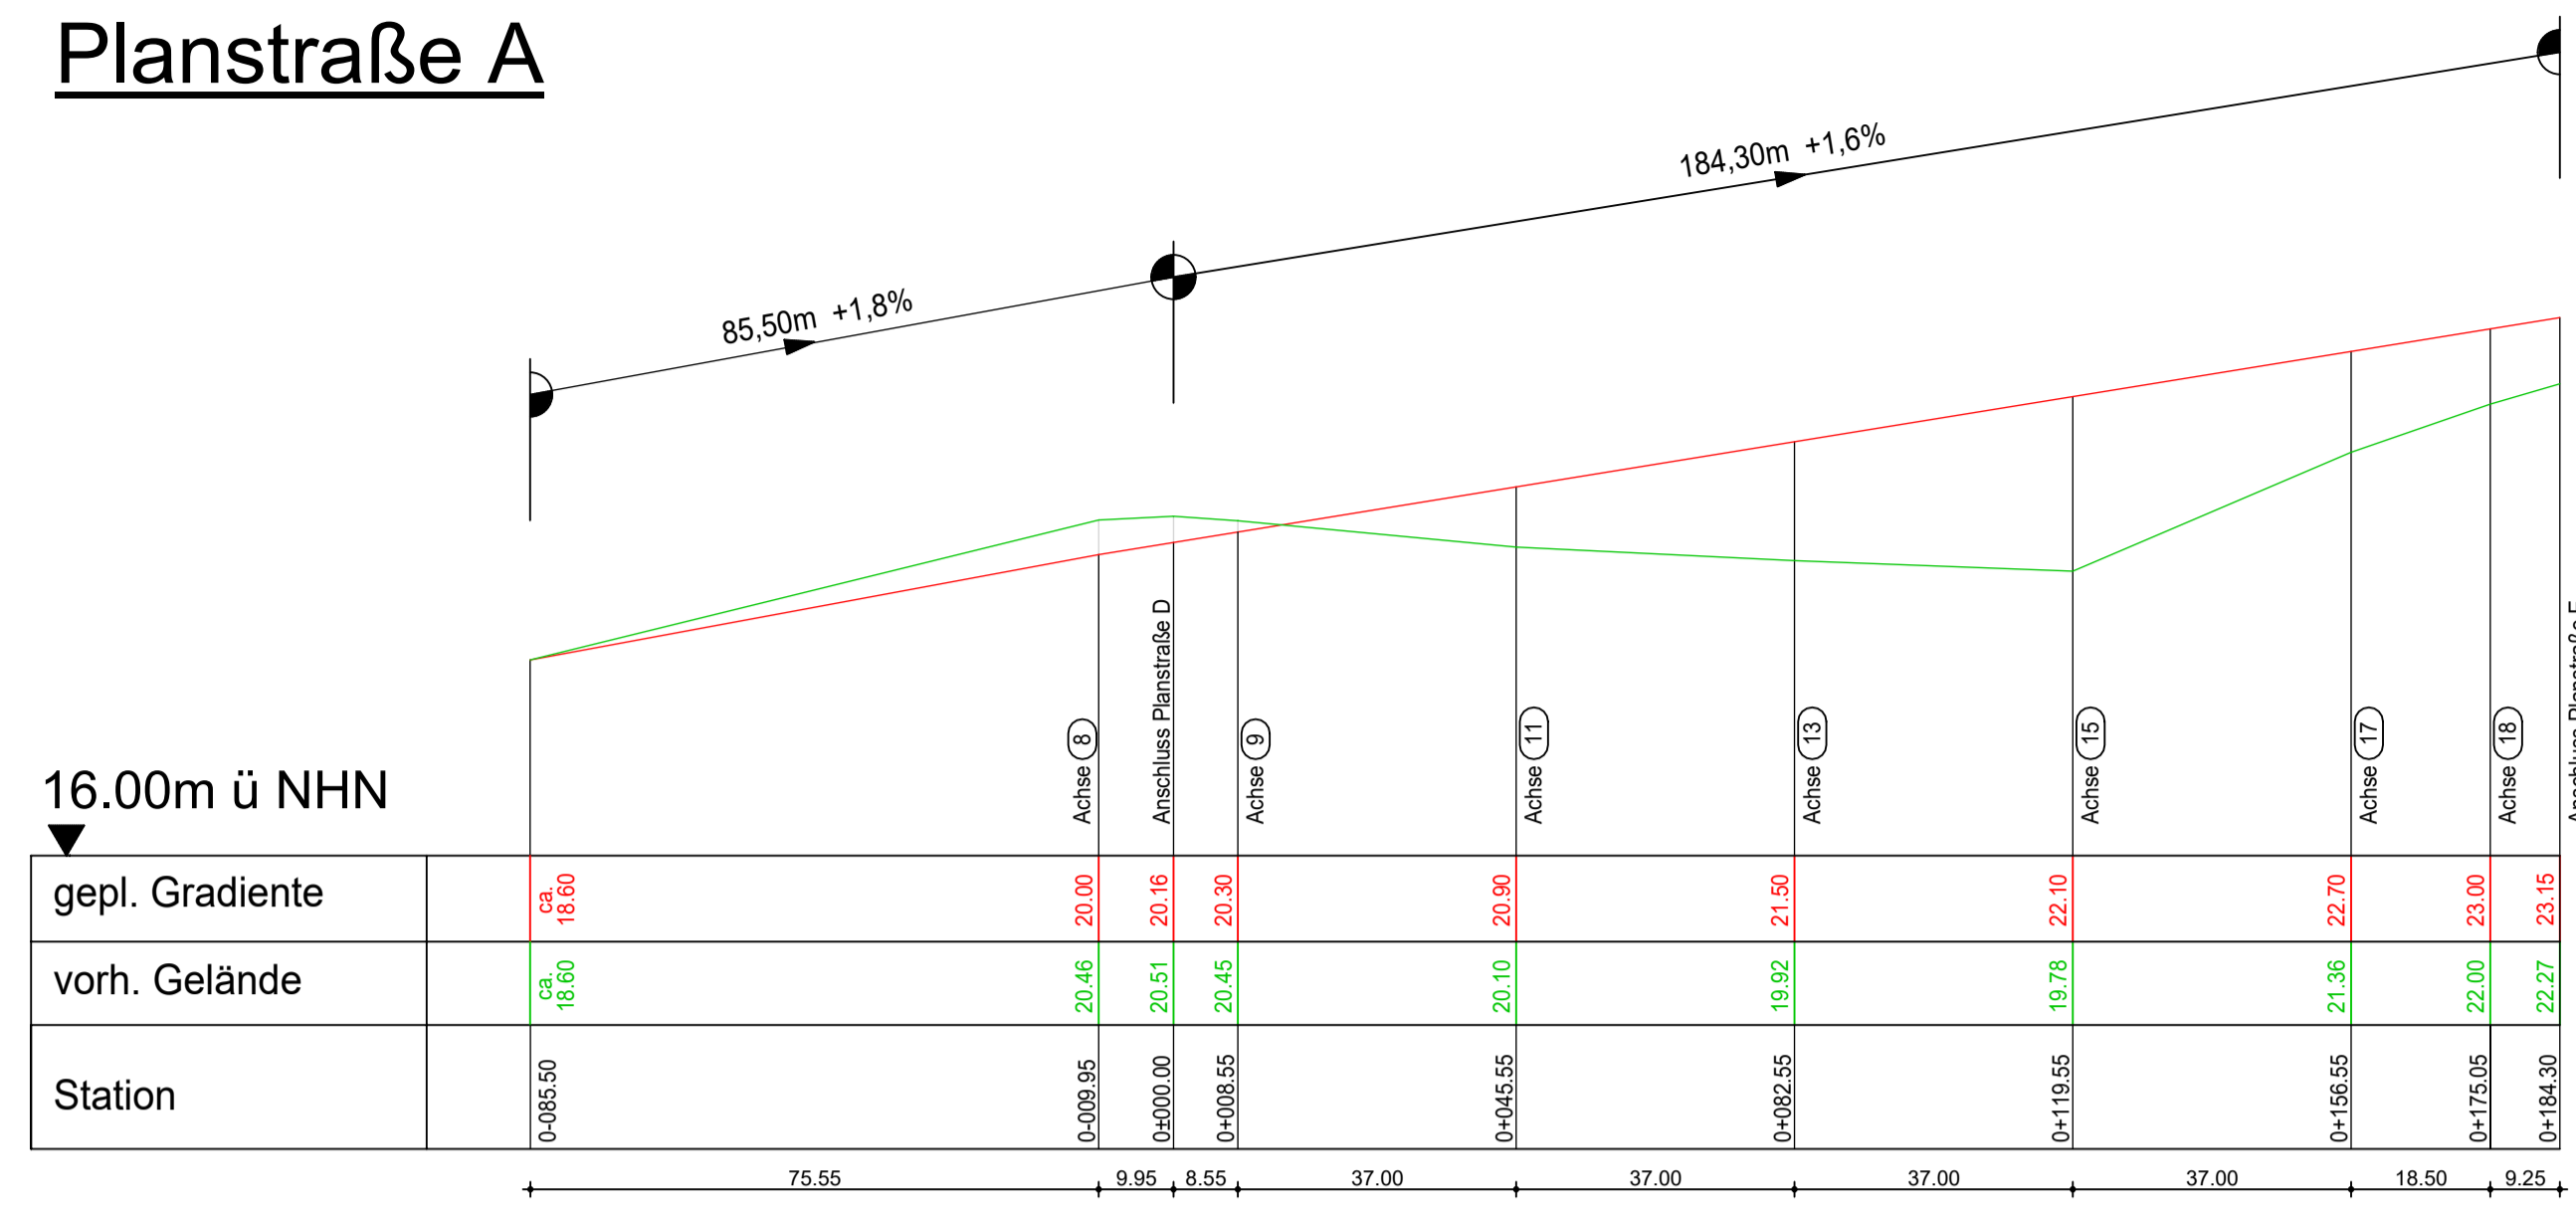 Planstraße A
184,30m +1,6%
85,50m +1,8%
Achse 8
Anschluss Planstraße D
Achse 9
Achse 11
Achse 13
Achse 15
Achse 17
Achse 18
Anschluss Planstraße
16.00m ü NHN
gepl. Gradiente
ca.
18.60
20.00
20.16
20.30
20.90
21.50
22.10
22.70
23.00
23.15
vorh. Gelände
ca.
18.60
20.46
20.51
20.45
20.10
19.92
19.78
21.36
22.00
22.27
Station
0-085.50
0-009.95
0±000.00
0+008.55
0+045.55
0+082.55
0+119.55
0+156.55
0+175.05
0+184.30
75.55
9.95
8.55
37.00
37.00
37.00
37.00
18.50
9.25